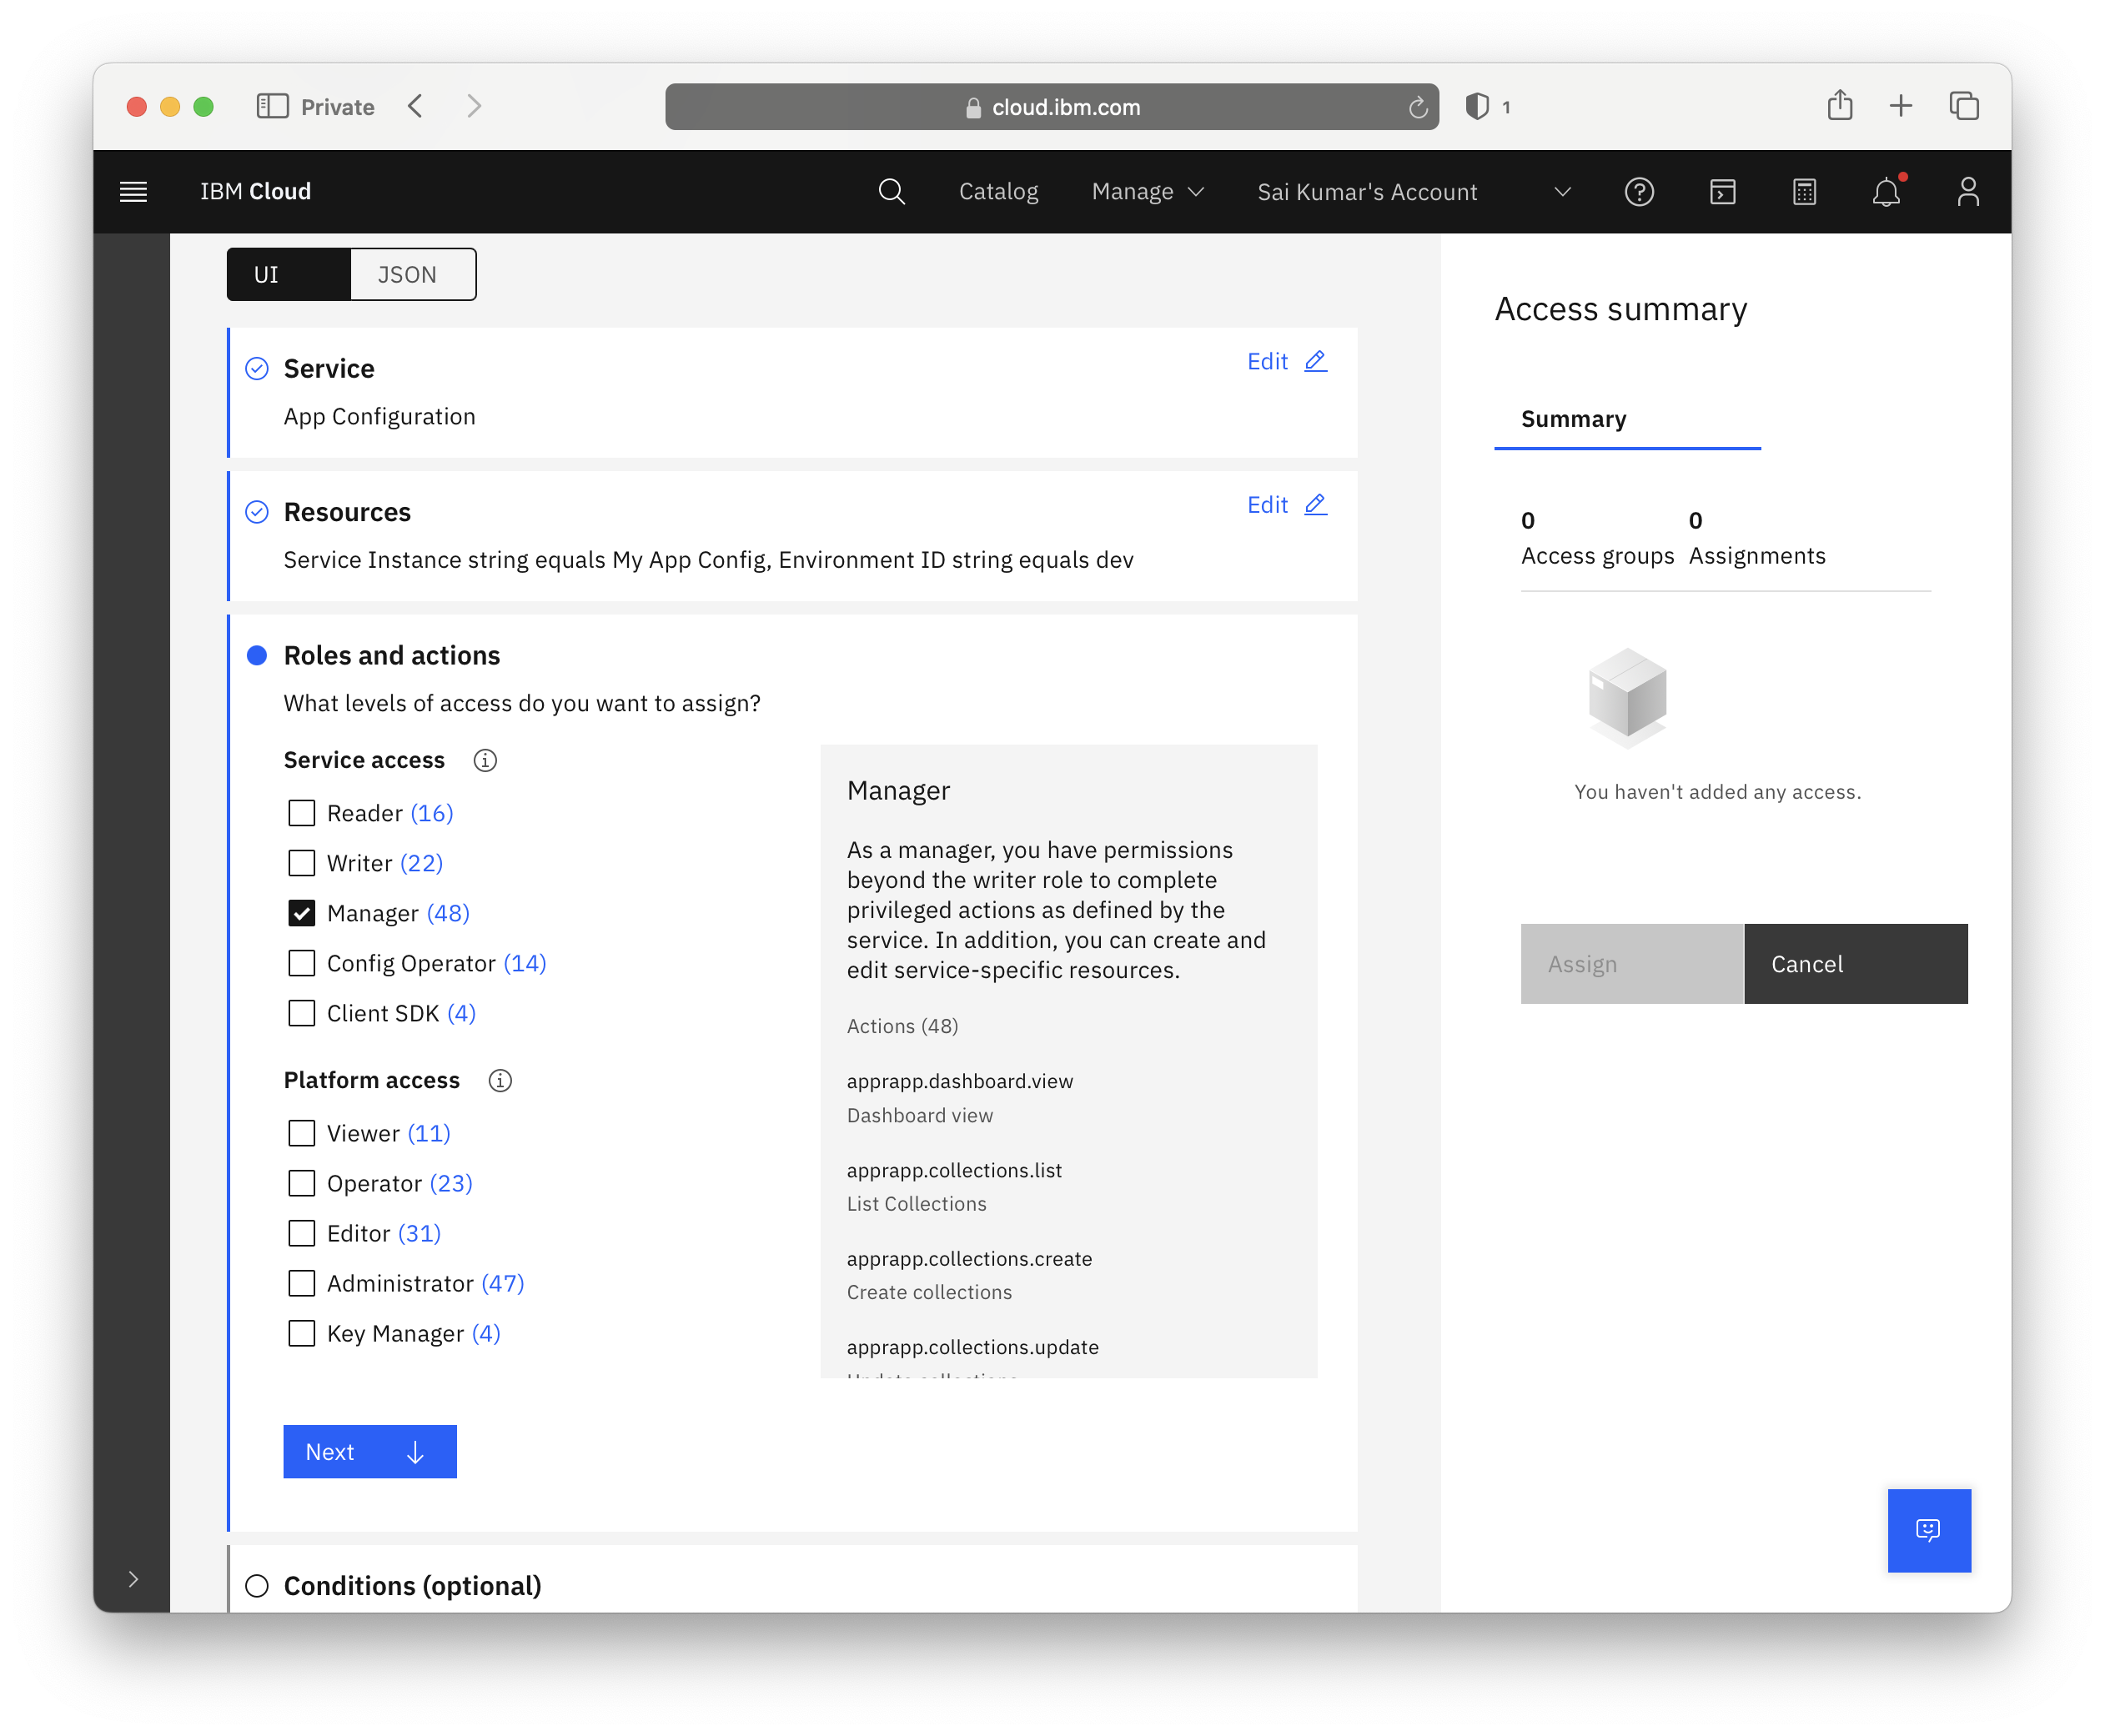 Private
cloud.ibm.com
1
IBM Cloud
Catalog
Manage
Sai Kumar's Account
UI
JSON
Service
Edit
App Configuration
Resources
Edit
Service Instance string equals My App Config, Environment ID string equals dev
Roles and actions
What levels of access do you want to assign?
Service access
Reader (16)
Writer (22)
Manager (48)
Config Operator (14)
Client SDK (4)
Platform access
Viewer (11)
Operator (23)
Editor (31)
Administrator (47)
Key Manager (4)
Manager
As a manager, you have permissions
beyond the writer role to complete
privileged actions as defined by the
service. In addition, you can create and
edit service-specific resources.
Actions (48)
apprapp.dashboard.view
Dashboard view
apprapp.collections.list
List Collections
apprapp.collections.create
Create collections
apprapp.collections.update
Next
Conditions (optional)
Access summary
Summary
0
Access groups
0
Assignments
You haven't added any access.
Assign
Cancel